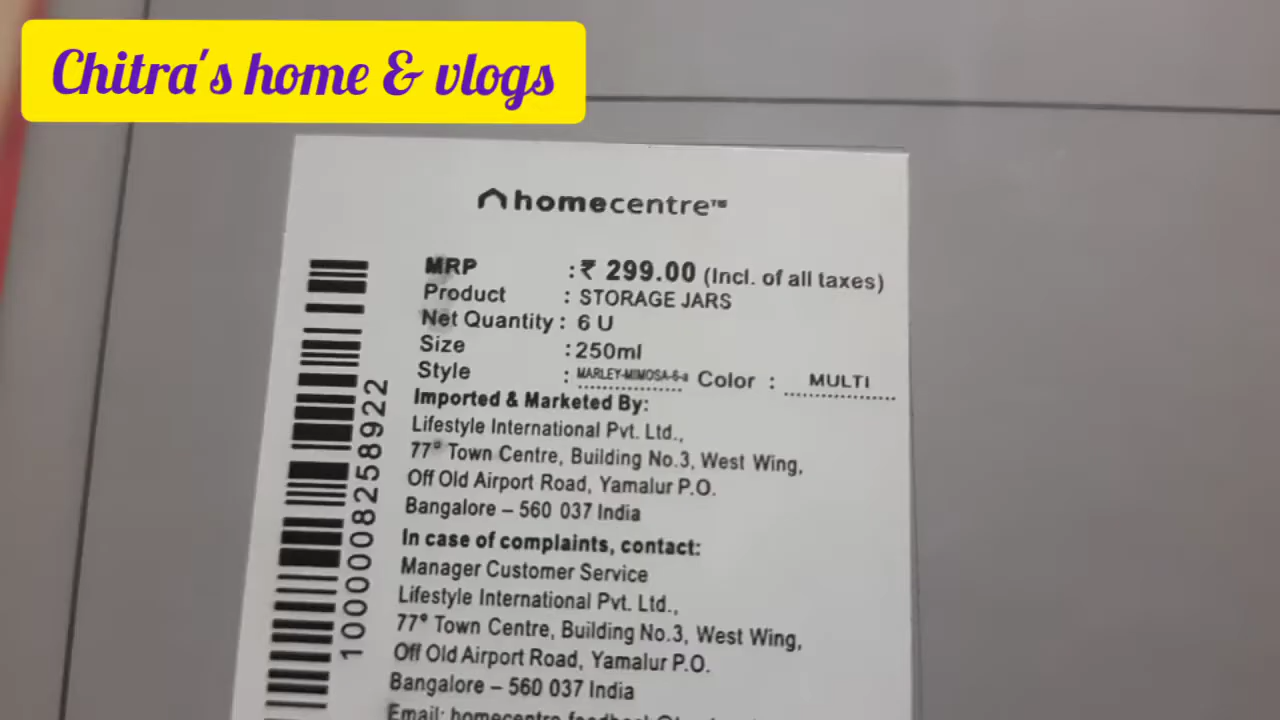 Chitra's home & vlogs
homecentre™
MRP : ₹ 299.00 (Incl. of all taxes)
Product : STORAGE JARS
Net Quantity : 6 U
Size : 250ml
Style : MARLEY-MIMOSA-6-a Color : MULTI
Imported & Marketed By:
Lifestyle International Pvt. Ltd.,
77° Town Centre, Building No.3, West Wing,
Off Old Airport Road, Yamalur P.O.
Bangalore – 560 037 India
In case of complaints, contact:
Manager Customer Service
Lifestyle International Pvt. Ltd.,
77° Town Centre, Building No.3, West Wing,
Off Old Airport Road, Yamalur P.O.
Bangalore – 560 037 India
Email:
1000008258922